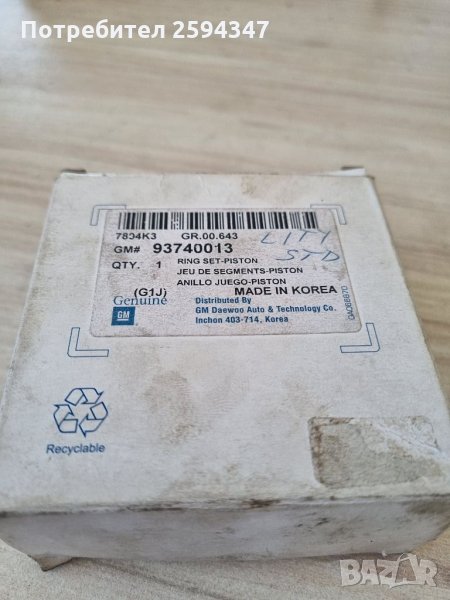 Потребител 2594347
7804K3 GR.00.643
GM# 93740013
QTY. 1 RING SET-PISTON
JEU DE SEGMENTS-PISTON
ANILLO JUEGO-PISTON
(G1J) MADE IN KOREA
Genuine
GM
Distributed By
GM Daewoo Auto & Technology Co.
Inchon 403-714, Korea
STD
Recyclable
BAZAR